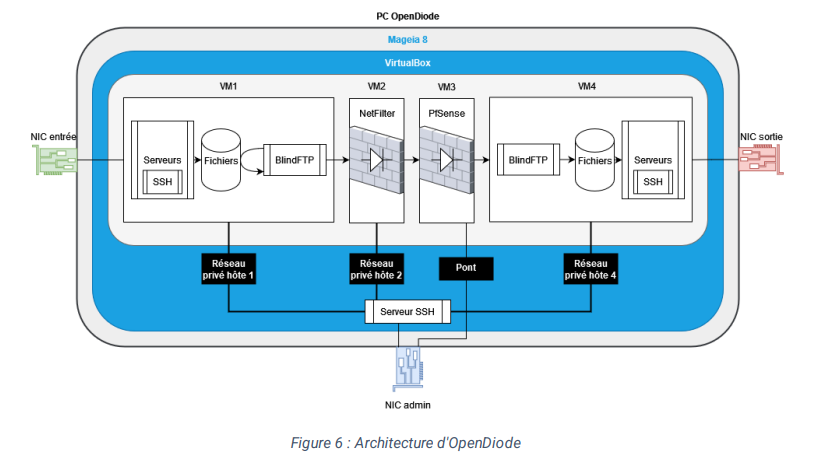 PC OpenDiode
Mageia 8
VirtualBox
VM1
VM2
VM3
VM4
NetFilter
PfSense
NIC entrée
NIC sortie
Serveurs
SSH
Fichiers
BlindFTP
BlindFTP
Fichiers
Serveurs
SSH
Réseau
privé hôte 1
Réseau
privé hôte 2
Pont
Réseau
privé hôte 4
Serveur SSH
NIC admin
Figure 6 : Architecture d'OpenDiode